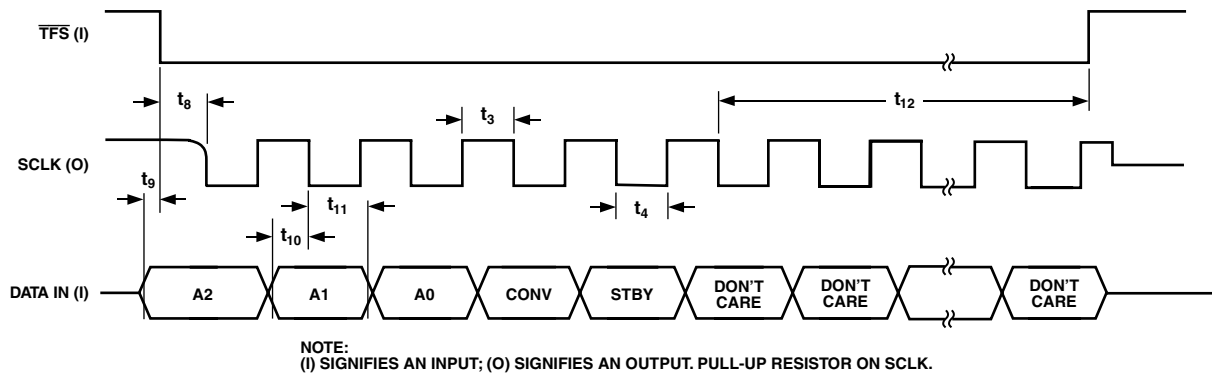 TFS (I)
t8
t3
t12
SCLK (O)
t9
t11
t10
t4
DATA IN (I)
A2
A1
A0
CONV
STBY
DON'T
CARE
DON'T
CARE
DON'T
CARE
NOTE:
(I) SIGNIFIES AN INPUT; (O) SIGNIFIES AN OUTPUT. PULL-UP RESISTOR ON SCLK.